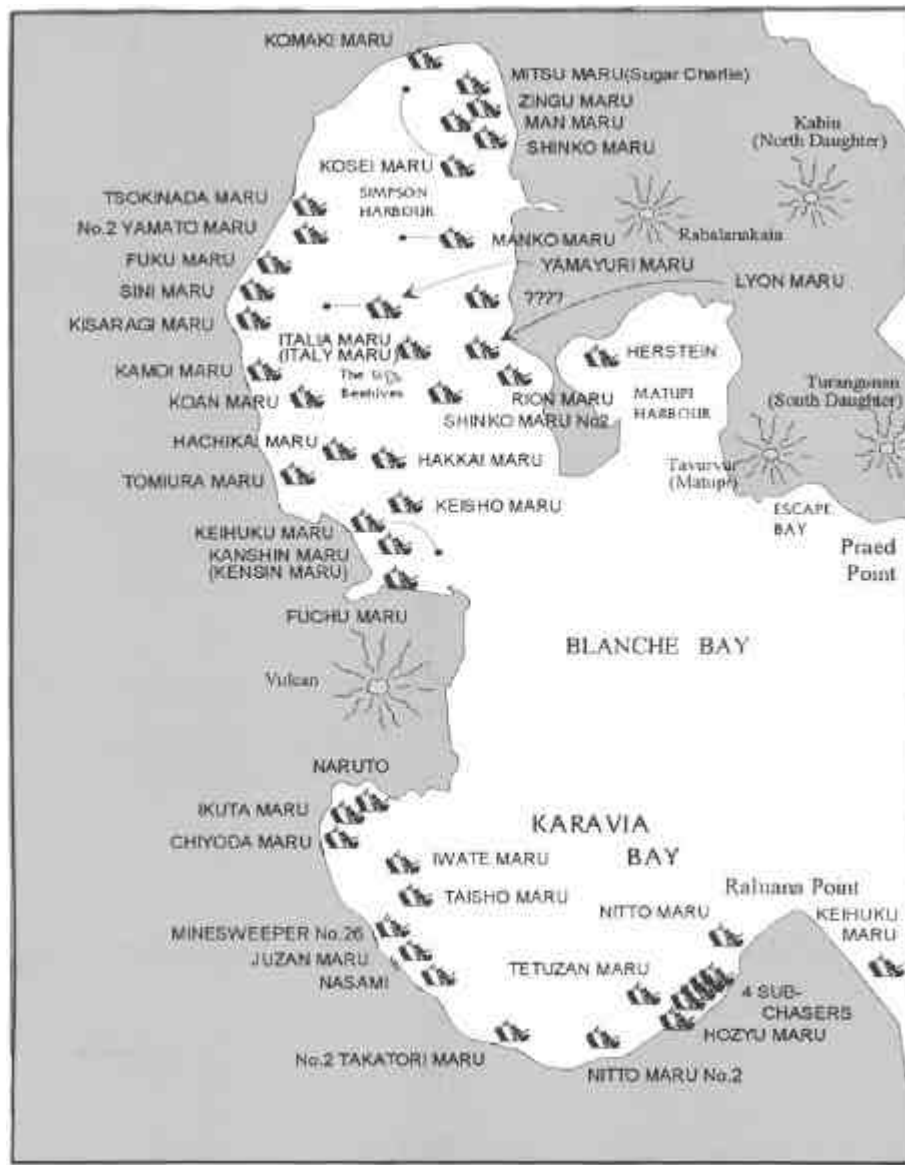 KOMAKI MARU
MITSU MARU(Sugar Charlie)
ZINGU MARU
MAN MARU
SHINKO MARU
Kabiu
(North Daughter)
KOSEI MARU
SIMPSON
HARBOUR
TSOKINADA MARU
No.2 YAMATO MARU
MANKO MARU
Rabalanakaia
FUKU MARU
YAMAYURI MARU
LYON MARU
SINI MARU
????
KISARAGI MARU
ITALIA MARU
(ITALY MARU)
HERSTEIN
KAMOI MARU
The
Beehives
RION MARU
MATUPI
HARBOUR
Turangunan
(South Daughter)
KOAN MARU
SHINKO MARU No2
HACHIKAI MARU
HAKKAI MARU
TOMIURA MARU
Tavurvur
(Matupi)
KEISHO MARU
ESCAPE
BAY
KEIHUKU MARU
KANSHIN MARU
(KENSIN MARU)
Praed
Point
FUCHU MARU
BLANCHE BAY
Vulcan
NARUTO
IKUTA MARU
CHIYODA MARU
KARAVIA
BAY
IWATE MARU
TAISHO MARU
Raluana Point
NITTO MARU
KEIHUKU
MARU
MINESWEEPER No.26
JUZAN MARU
NASAMI
TETUZAN MARU
4 SUB-
CHASERS
HOZYU MARU
No.2 TAKATORI MARU
NITTO MARU No.2